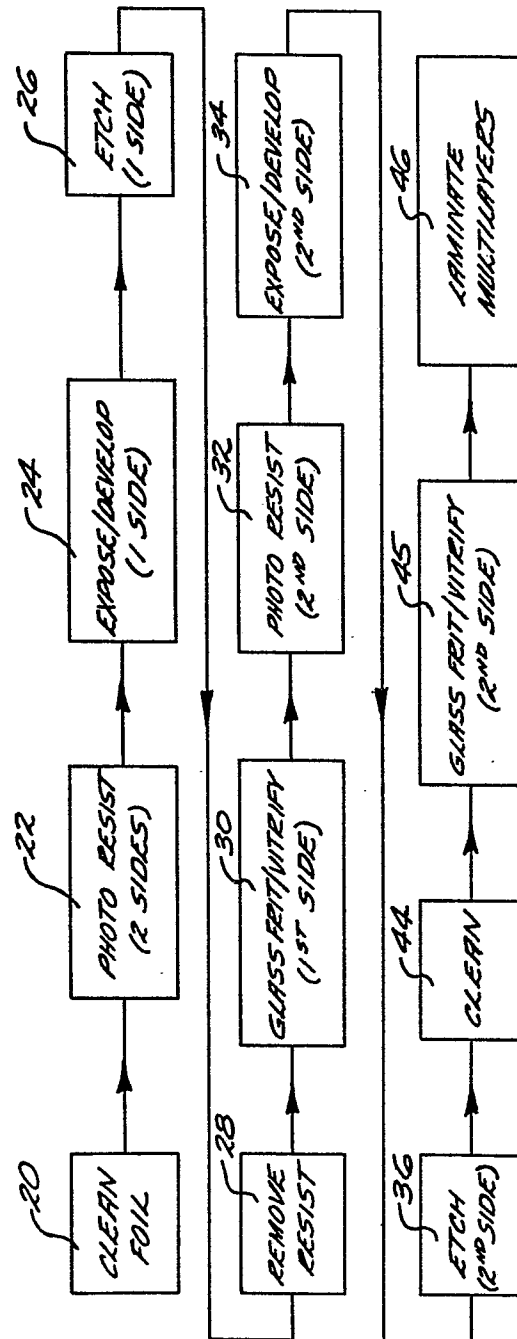 20
CLEAN
FOIL
22
PHOTO RESIST
(2 SIDES)
24
EXPOSE/DEVELOP
(1 SIDE)
26
ETCH
(1 SIDE)
28
REMOVE
RESIST
30
GLASS FRIT/VITRIFY
(1ST SIDE)
32
PHOTO RESIST
(2ND SIDE)
34
EXPOSE/DEVELOP
(2ND SIDE)
36
ETCH
(2ND SIDE)
44
CLEAN
45
GLASS FRIT/VITRIFY
(2ND SIDE)
46
LAMINATE
MULTILAYERS